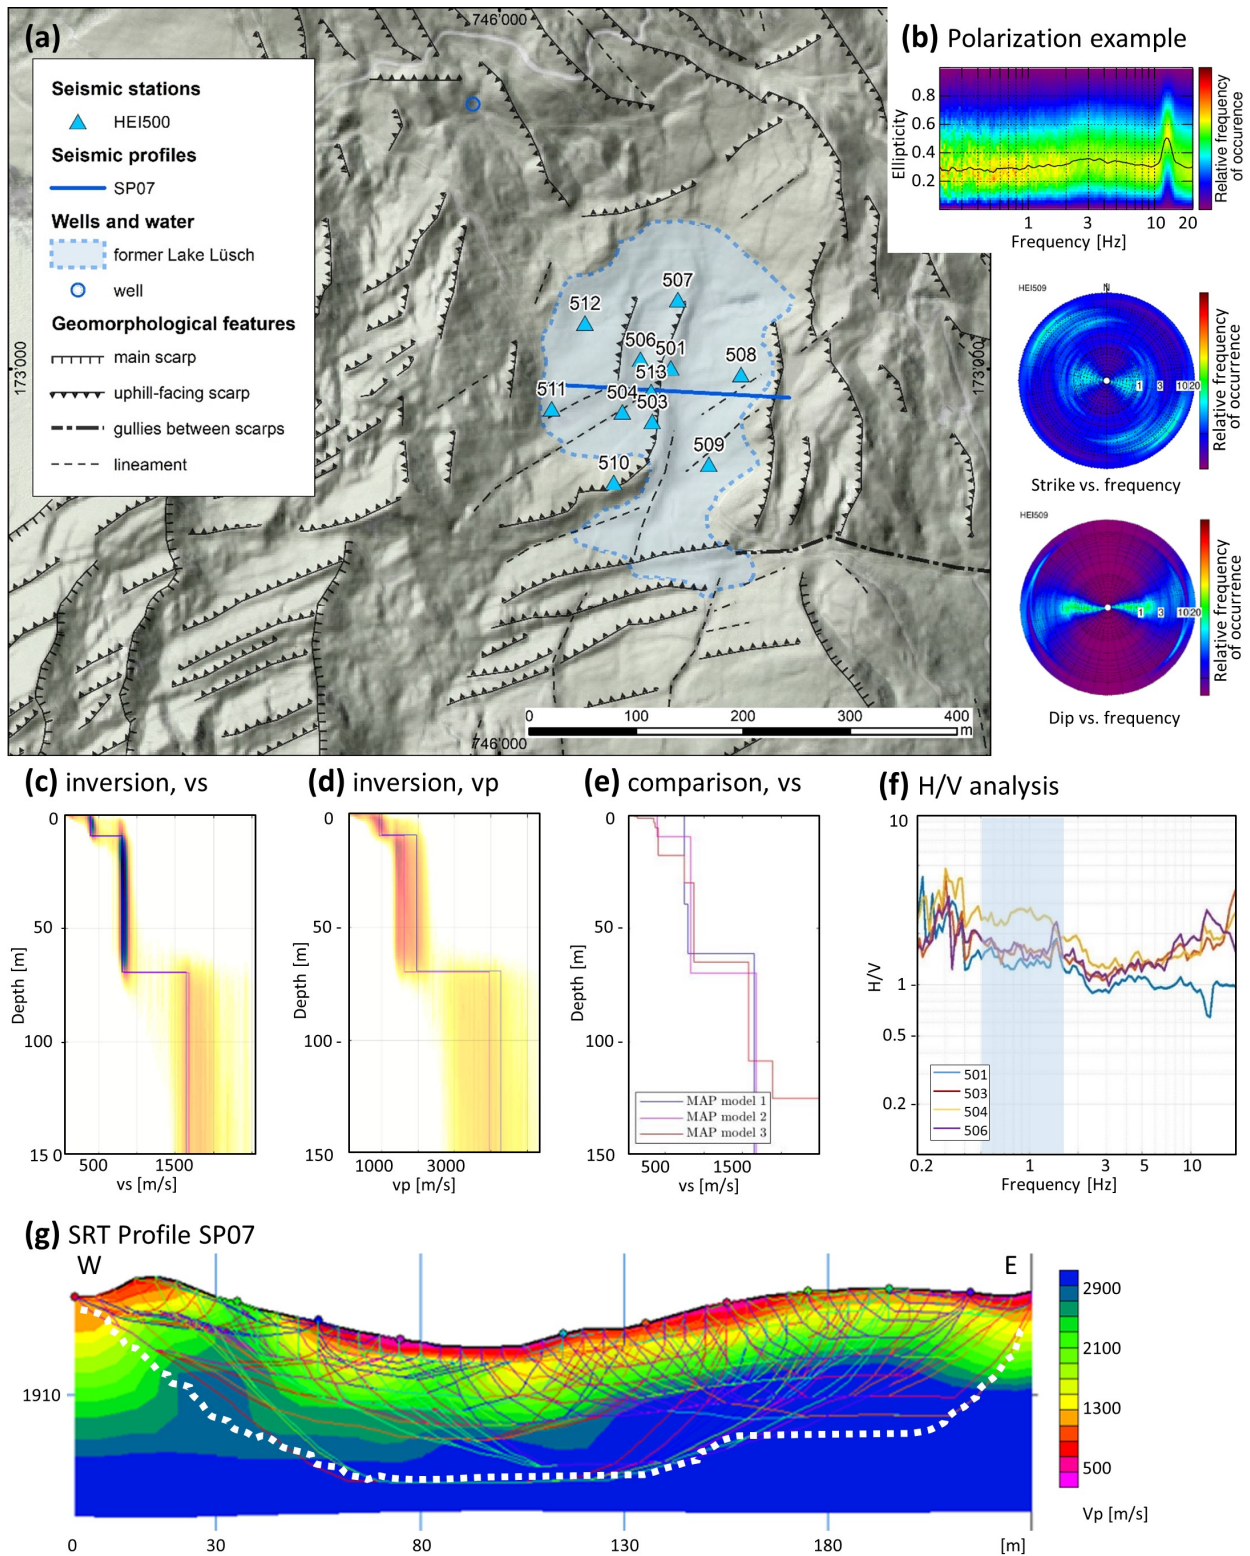 (a)
746'000
Seismic stations
HEI500
Seismic profiles
SP07
Wells and water
former Lake Lüsch
well
Geomorphological features
main scarp
uphill-facing scarp
gullies between scarps
lineament
173'000
173'000
507
512
506
501
508
513
511
504
503
509
510
0 100 200 300 400
m
746'000
(b) Polarization example
Ellipticity
0.8
0.6
0.4
0.2
1 3 10 20
Frequency [Hz]
Relative frequency
of occurence
HEI509
N
1 3 10 20
Relative frequency
of occurrence
Strike vs. frequency
HEI509
1 3 10 20
Relative frequency
of occurrence
Dip vs. frequency
(c) inversion, vs
0
50
100
150
Depth [m]
500 1500
vs [m/s]
(d) inversion, vp
0
50
100
150
Depth [m]
1000 3000
vp [m/s]
(e) comparison, vs
0
50
100
150
Depth [m]
MAP model 1
MAP model 2
MAP model 3
500 1500
vs [m/s]
(f) H/V analysis
10
1
0.5
0.2
H/V
501
503
504
506
0.2 1 3 5 10
Frequency [Hz]
(g) SRT Profile SP07
W E
1910
0 30 80 130 180 [m]
2900
2100
1300
500
Vp [m/s]